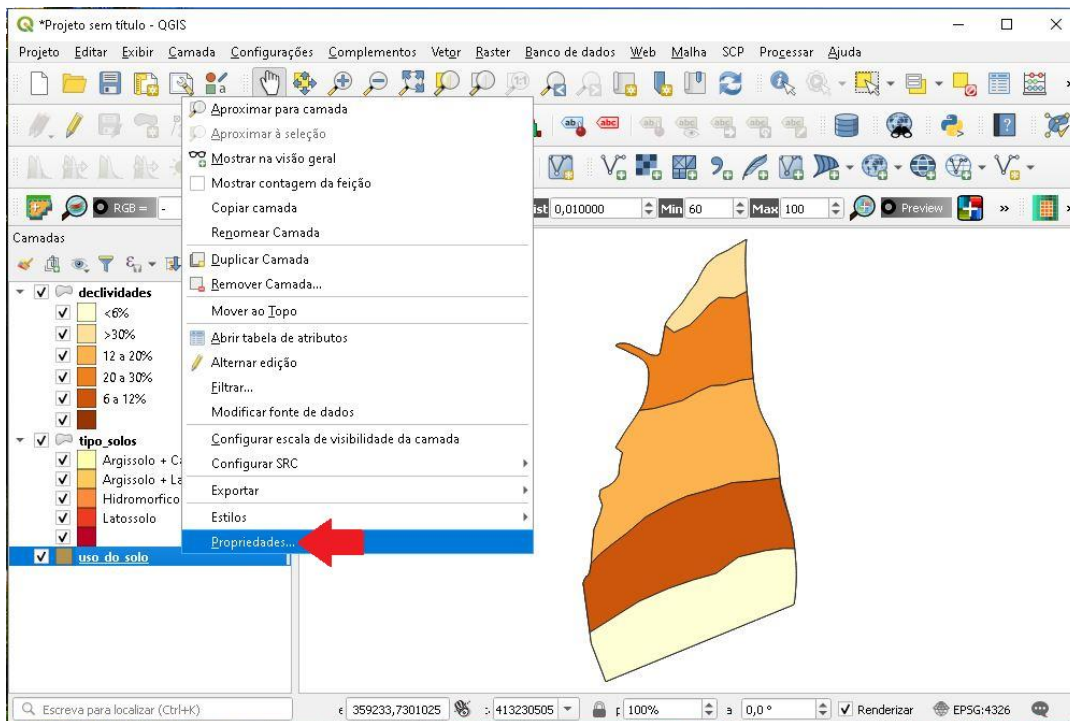 *Projeto sem título - QGIS
Projeto Editar Exibir Camada Configurações Complementos Vetor Raster Banco de dados Web Malha SCP Processar Ajuda
Aproximar para camada
Aproximar à seleção
Mostrar na visão geral
Mostrar contagem da feição
RGB = -
Copiar camada
ist 0,010000 Min 60 Max 100 Preview »
Renomear Camada
Camadas
Duplicar Camada
Remover Camada...
declividades
<6%
Mover ao Topo
>30%
Abrir tabela de atributos
12 a 20%
Alternar edição
20 a 30%
Filtrar...
6 a 12%
Modificar fonte de dados
tipo_solos
Configurar escala de visibilidade da camada
Argissolo + C
Configurar SRC
Argissolo + La
Exportar
Hidromorfico
Estilos
Latossolo
Propriedades...
uso_do_solo
Escreva para localizar (Ctrl+K) 359233,7301025 413230505 100% 0,0 ° Renderizar EPSG:4326